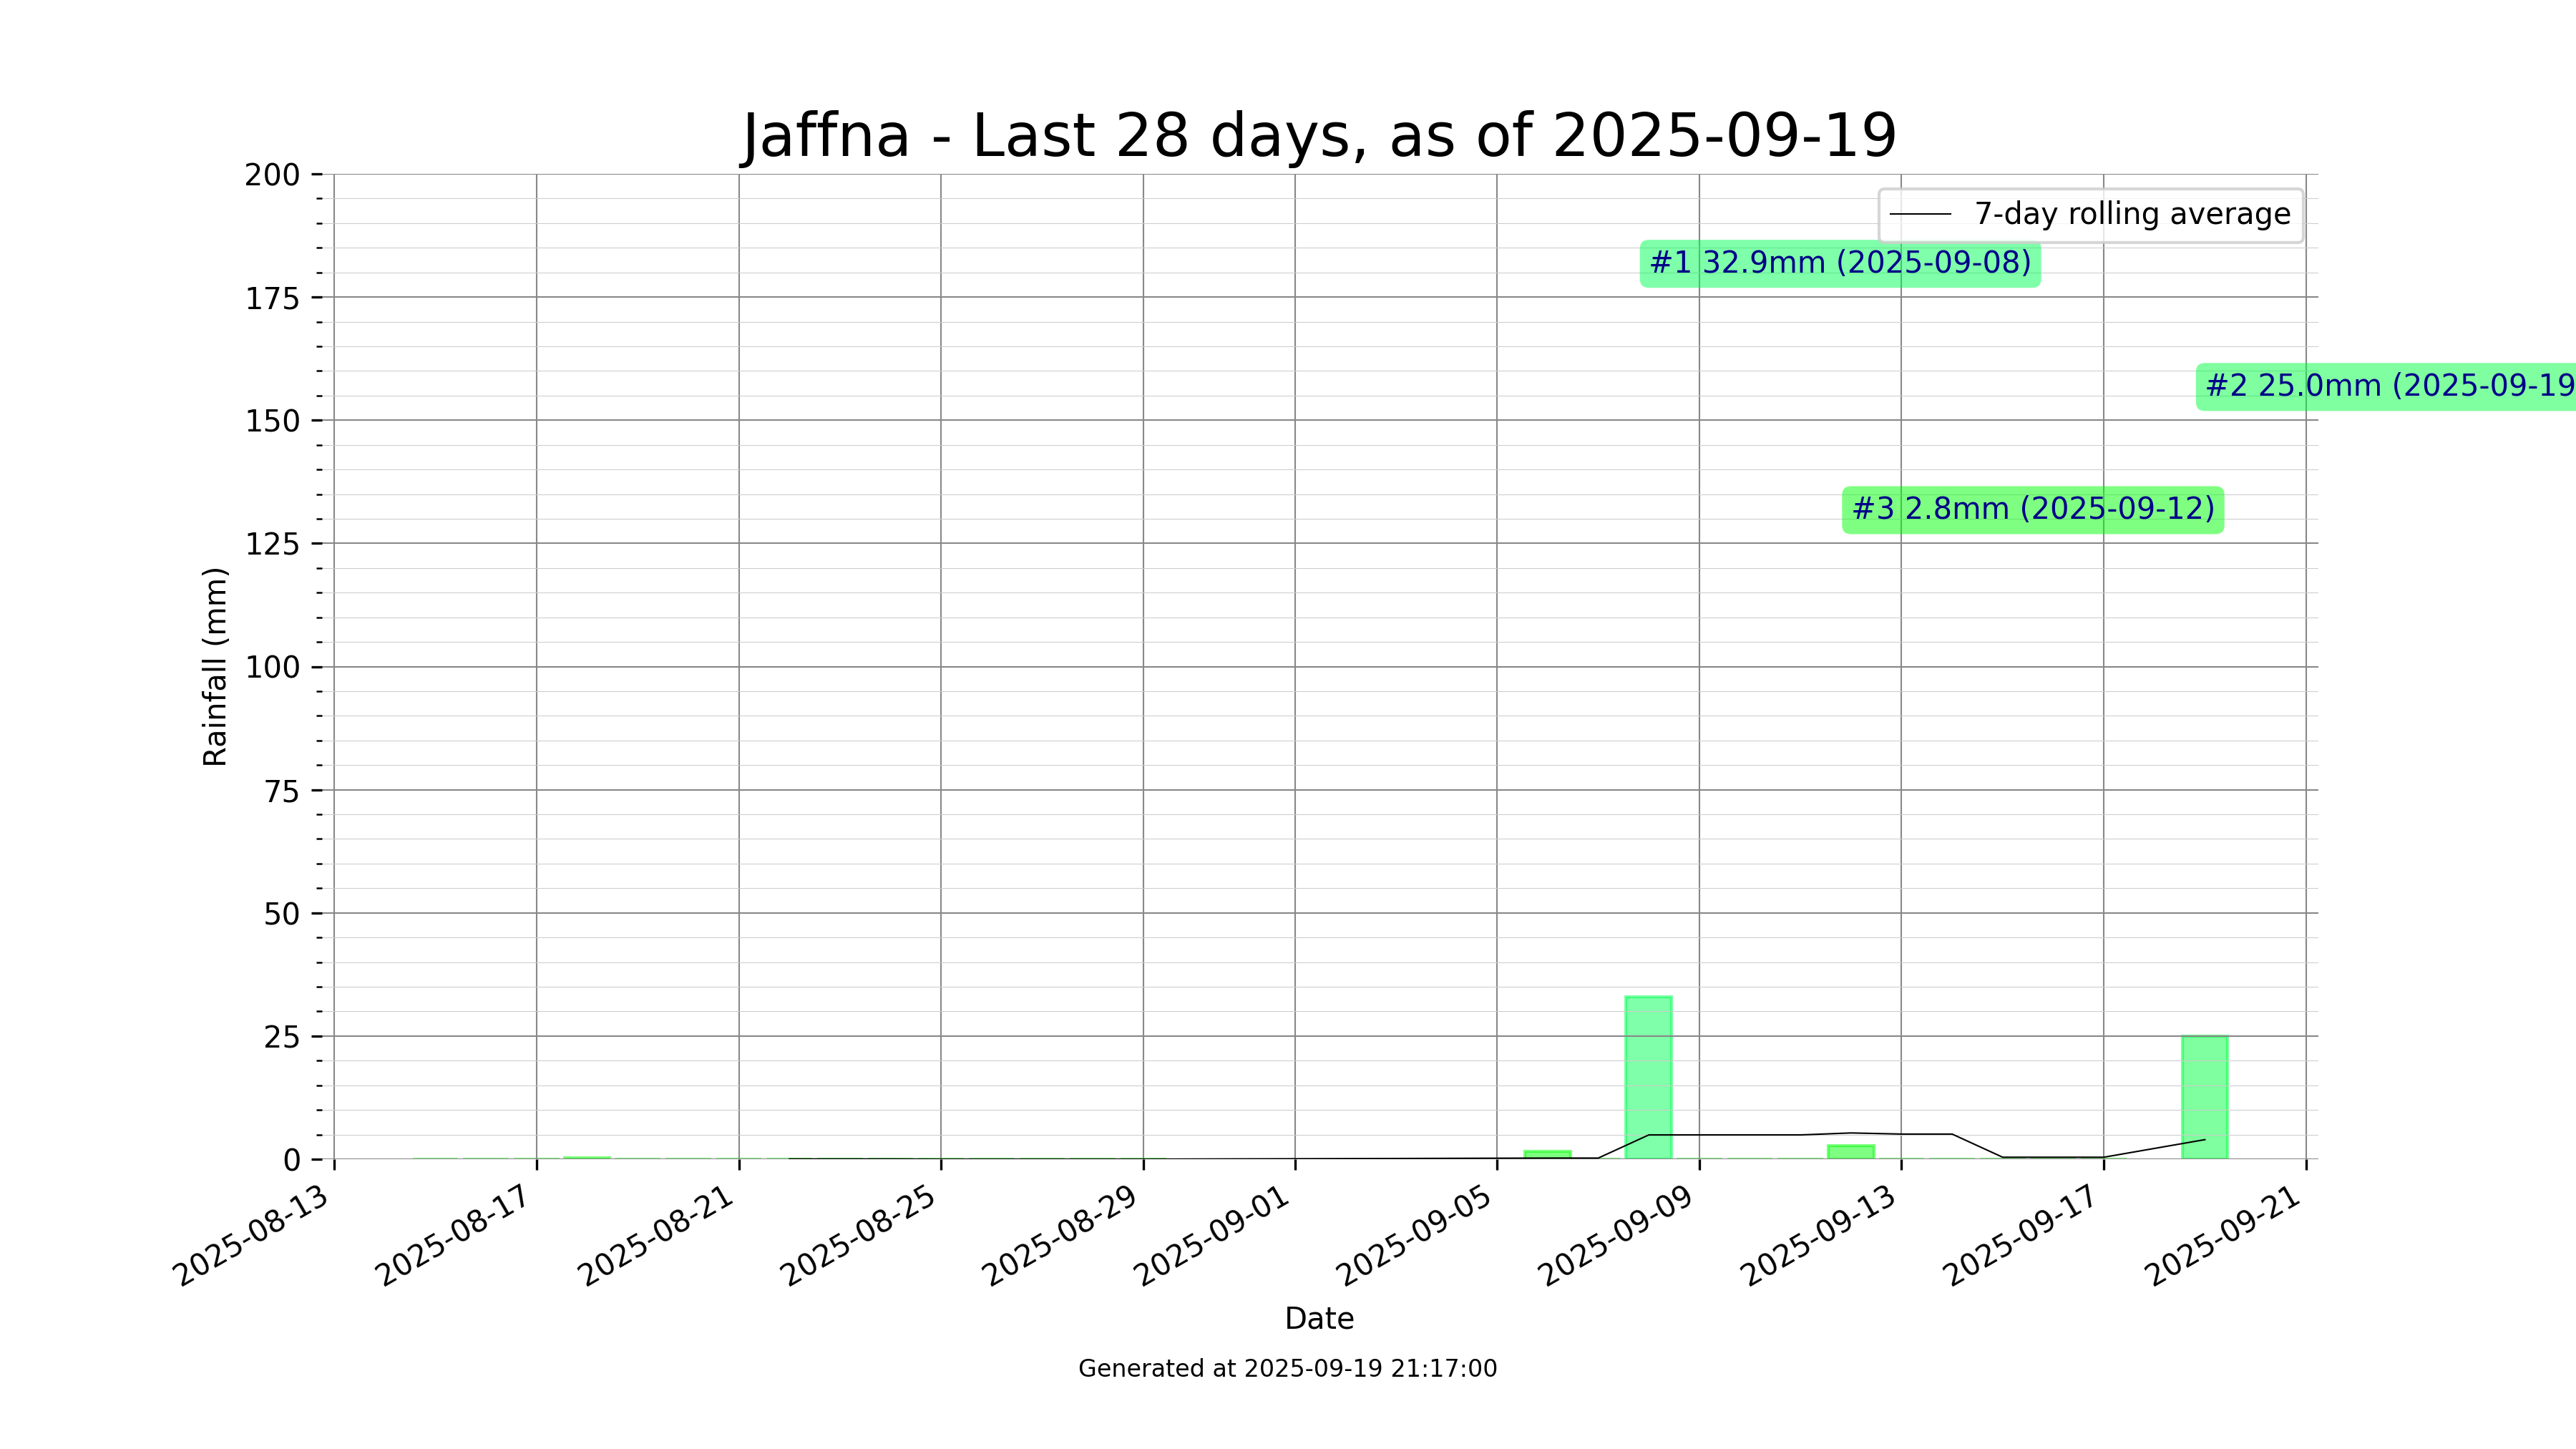 Jaffna - Last 28 days, as of 2025-09-19
200
175
150
125
100
75
50
25
0
Rainfall (mm)
7-day rolling average
#1 32.9mm (2025-09-08)
#2 25.0mm (2025-09-19
#3 2.8mm (2025-09-12)
2025-08-13
2025-08-17
2025-08-21
2025-08-25
2025-08-29
2025-09-01
2025-09-05
2025-09-09
2025-09-13
2025-09-17
2025-09-21
Date
Generated at 2025-09-19 21:17:00